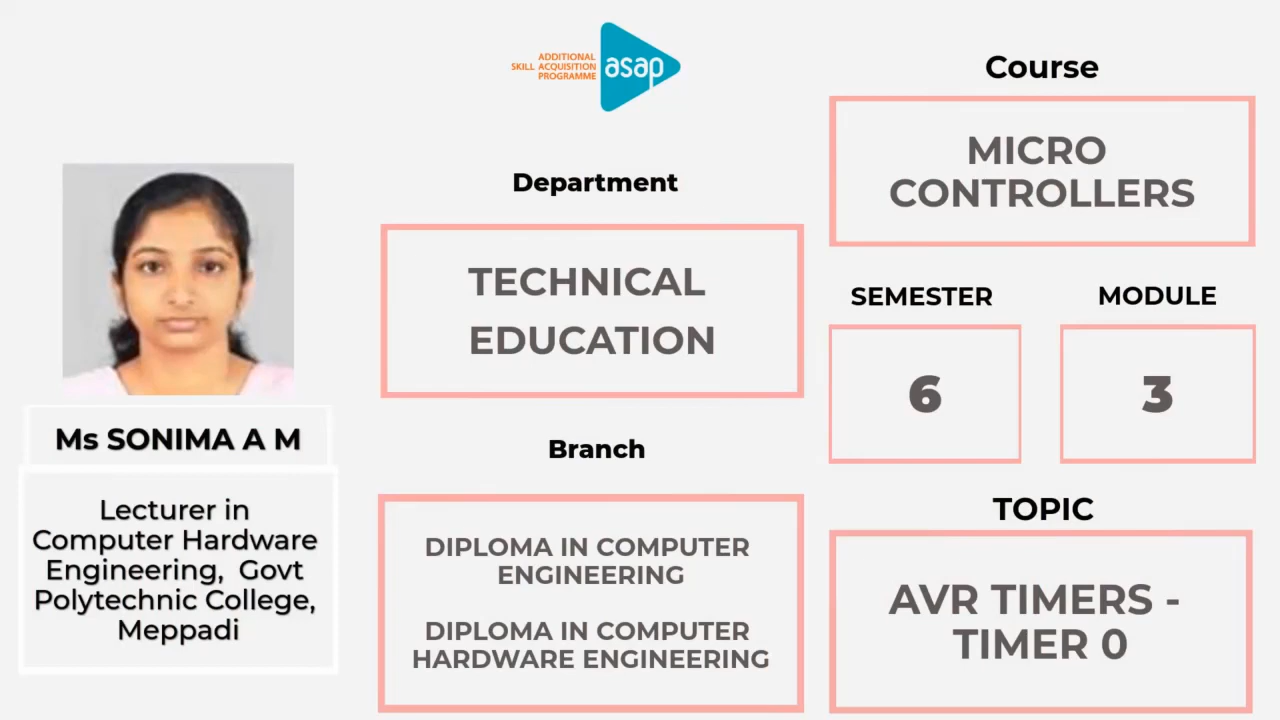 ADDITIONAL
SKILL ACQUISITION
PROGRAMME
asap
Ms SONIMA A M
Lecturer in
Computer Hardware
Engineering, Govt
Polytechnic College,
Meppadi
Department
TECHNICAL
EDUCATION
Branch
DIPLOMA IN COMPUTER
ENGINEERING
DIPLOMA IN COMPUTER
HARDWARE ENGINEERING
Course
MICRO
CONTROLLERS
SEMESTER
6
MODULE
3
TOPIC
AVR TIMERS -
TIMER 0